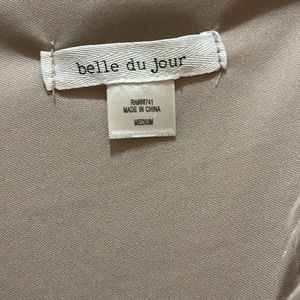 belle du jour
RN#96741
MADE IN CHINA
MEDIUM